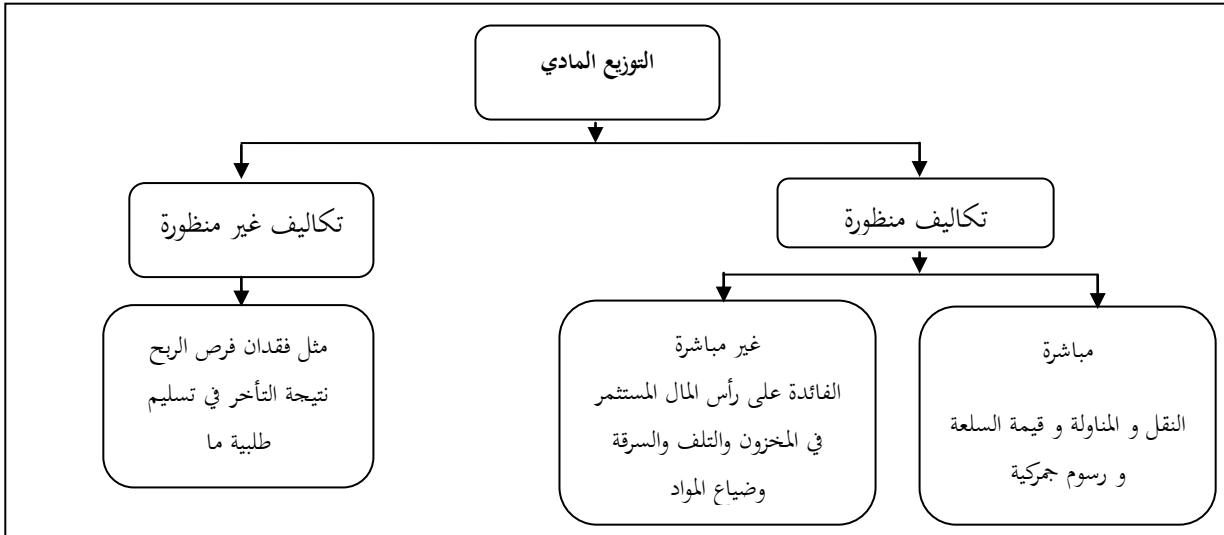 التوزيع المادي
تكاليف منظورة
تكاليف غير منظورة
مباشرة
النقل و المناولة و قيمة السلعة
و رسوم جمركية
غير مباشرة
الفائدة على رأس المال المستثمر
في المخزون والتلف والسرقة
وضياع المواد
مثل فقدان فرص الربح
نتيجة التأخر في تسليم
طلبية ما